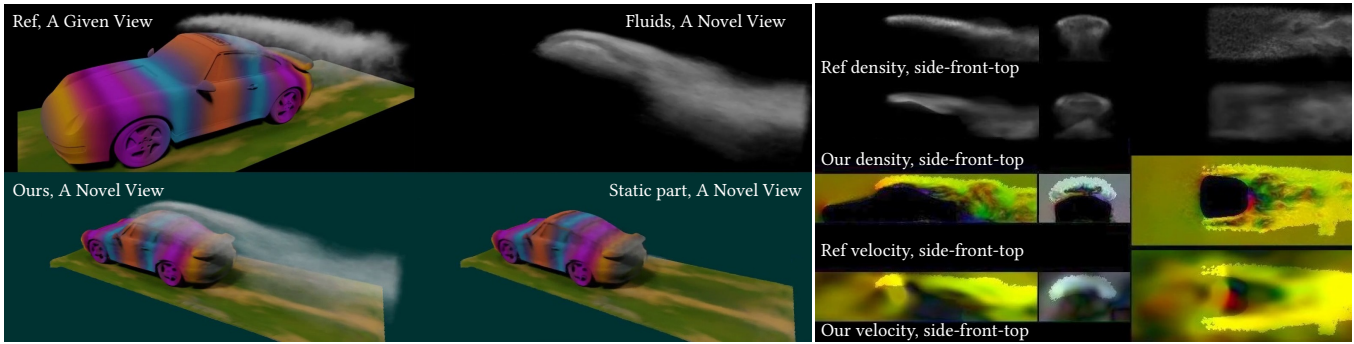 Ref, A Given View
Fluids, A Novel View
Ours, A Novel View
Static part, A Novel View
Ref density, side-front-top
Our density, side-front-top
Ref velocity, side-front-top
Our velocity, side-front-top